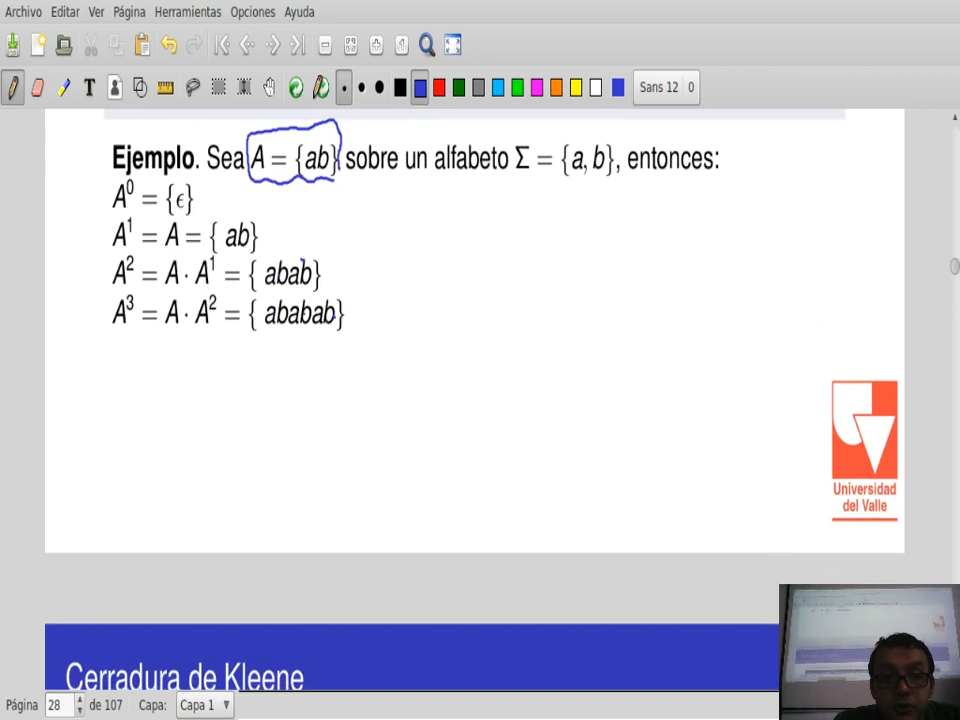 Archivo Editar Ver Página Herramientas Opciones Ayuda
T Sans 12 0
Ejemplo. Sea A = {ab} sobre un alfabeto Σ = {a, b}, entonces:
A⁰ = {ϵ}
A¹ = A = { ab}
A² = A · A¹ = { abab}
A³ = A · A² = { ababab}
Universidad
del Valle
Cerradura de Kleene
Página 28 de 107 Capa: Capa 1